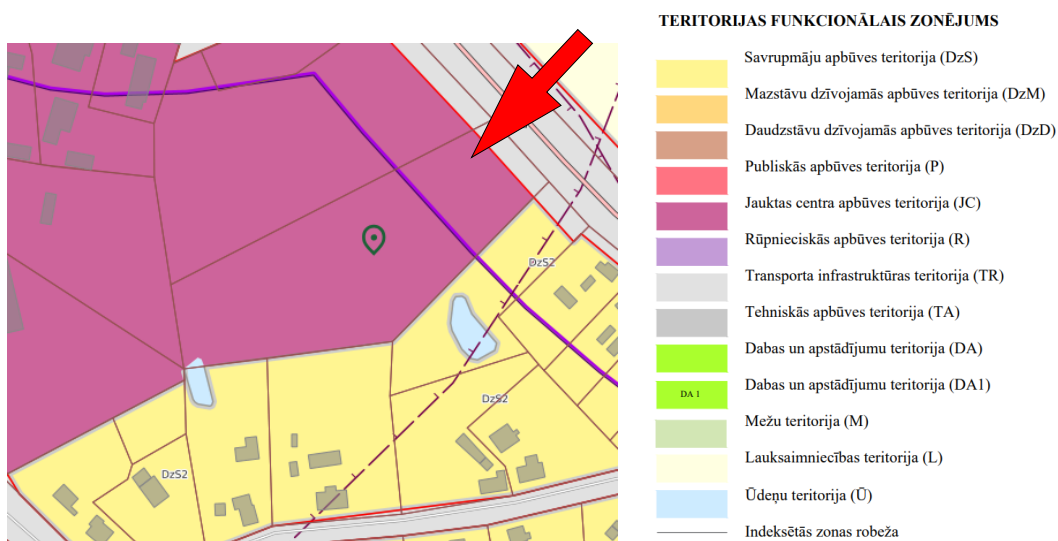 TERITORIJAS FUNKCIONĀLAIS ZONĒJUMS
Savrupmāju apbūves teritorija (DzS)
Mazstāvu dzīvojamās apbūves teritorija (DzM)
Daudzstāvu dzīvojamās apbūves teritorija (DzD)
Publiskās apbūves teritorija (P)
Jauktas centra apbūves teritorija (JC)
Rūpnieciskās apbūves teritorija (R)
Transporta infrastruktūras teritorija (TR)
Tehniskās apbūves teritorija (TA)
Dabas un apstādījumu teritorija (DA)
DA 1 Dabas un apstādījumu teritorija (DA1)
Mežu teritorija (M)
Lauksaimniecības teritorija (L)
Ūdeņu teritorija (Ū)
Indeksētās zonas robeža
DzS2
DzS2
DzS2